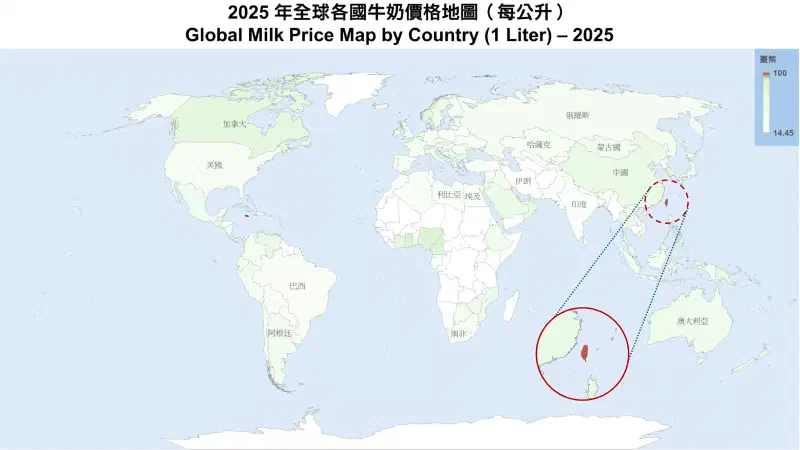 2025 年全球各國牛奶價格地圖（每公升）
Global Milk Price Map by Country (1 Liter) – 2025
臺幣
100
14.45
加拿大
美國
巴西
阿根廷
俄羅斯
哈薩克
蒙古國
中國
伊朗
利比亞
埃及
印度
南非
澳大利亞